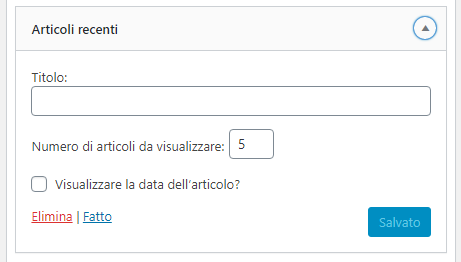 Articoli recenti
Titolo:
Numero di articoli da visualizzare: 5
Visualizzare la data dell'articolo?
Elimina | Fatto
Salvato